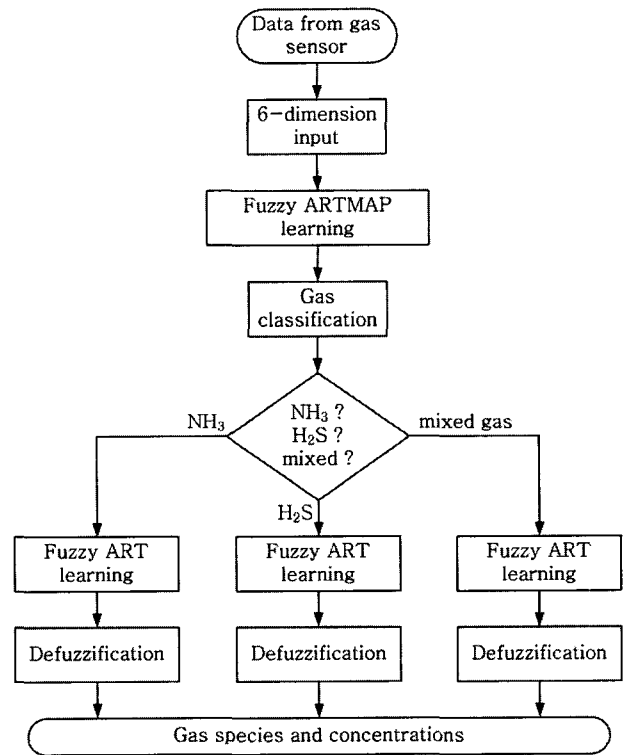 Data from gas
sensor
6-dimension
input
Fuzzy ARTMAP
learning
Gas
classification
NH₃ ?
H₂S ?
mixed ?
NH₃
mixed gas
H₂S
Fuzzy ART
learning
Fuzzy ART
learning
Fuzzy ART
learning
Defuzzification
Defuzzification
Defuzzification
Gas species and concentrations